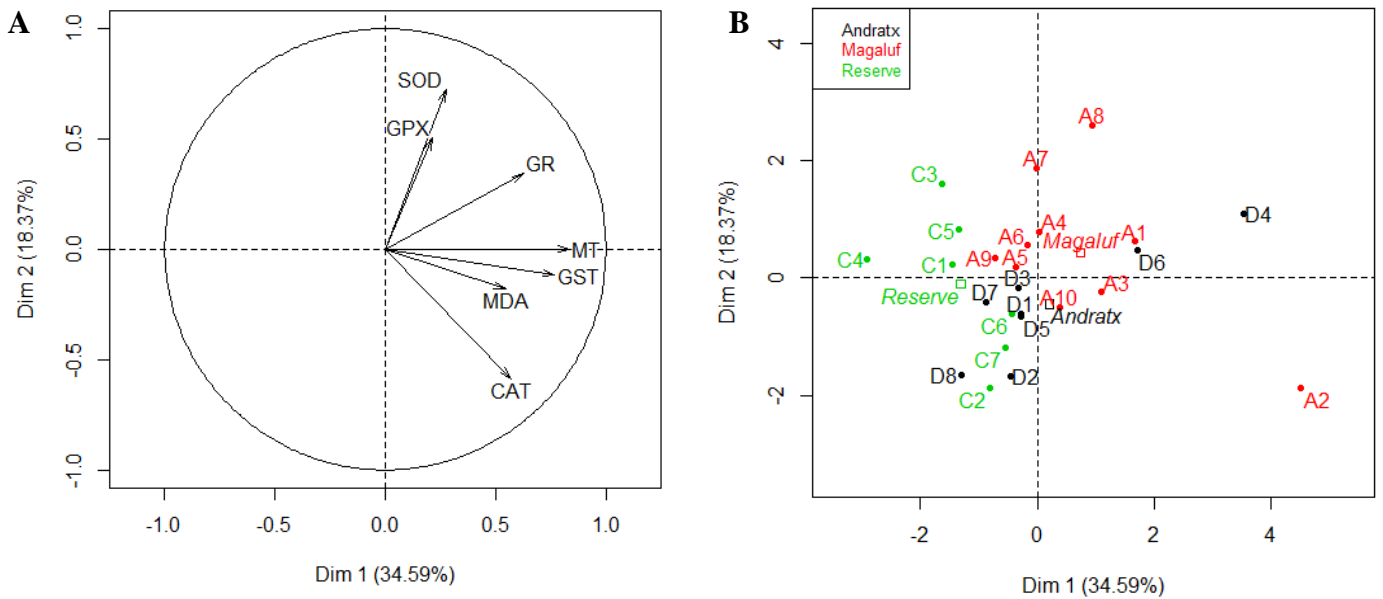 A
SOD
GPX
GR
MT
GST
MDA
CAT
1.0
0.5
0.0
-0.5
-1.0
Dim 2 (18.37%)
-1.0
-0.5
0.0
0.5
1.0
Dim 1 (34.59%)
B
Andratx
Magaluf
Reserve
A8
A7
C3
D4
C5
A4
A6
Magaluf
A1
D6
C4
C1
A9
A5
D3
Reserve
D7
A3
D1
A10
Andratx
C6
D5
C7
D8
D2
C2
A2
4
2
0
-2
Dim 2 (18.37%)
-2
0
2
4
Dim 1 (34.59%)